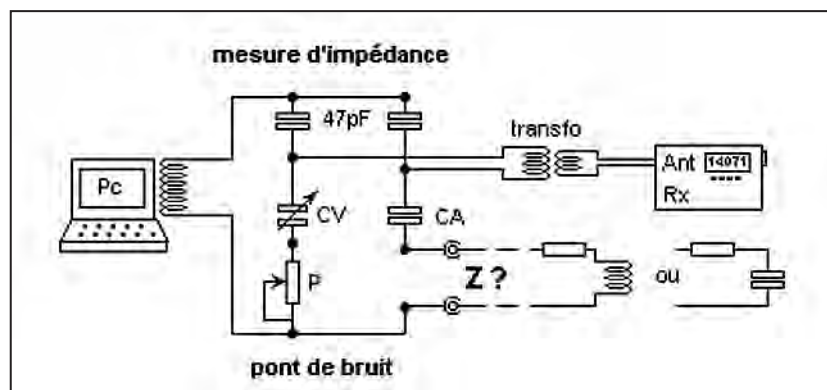 mesure d'impédance
47pF
transfo
Pc
Ant 14071
Rx
CV
CA
P
Z ?
ou
pont de bruit